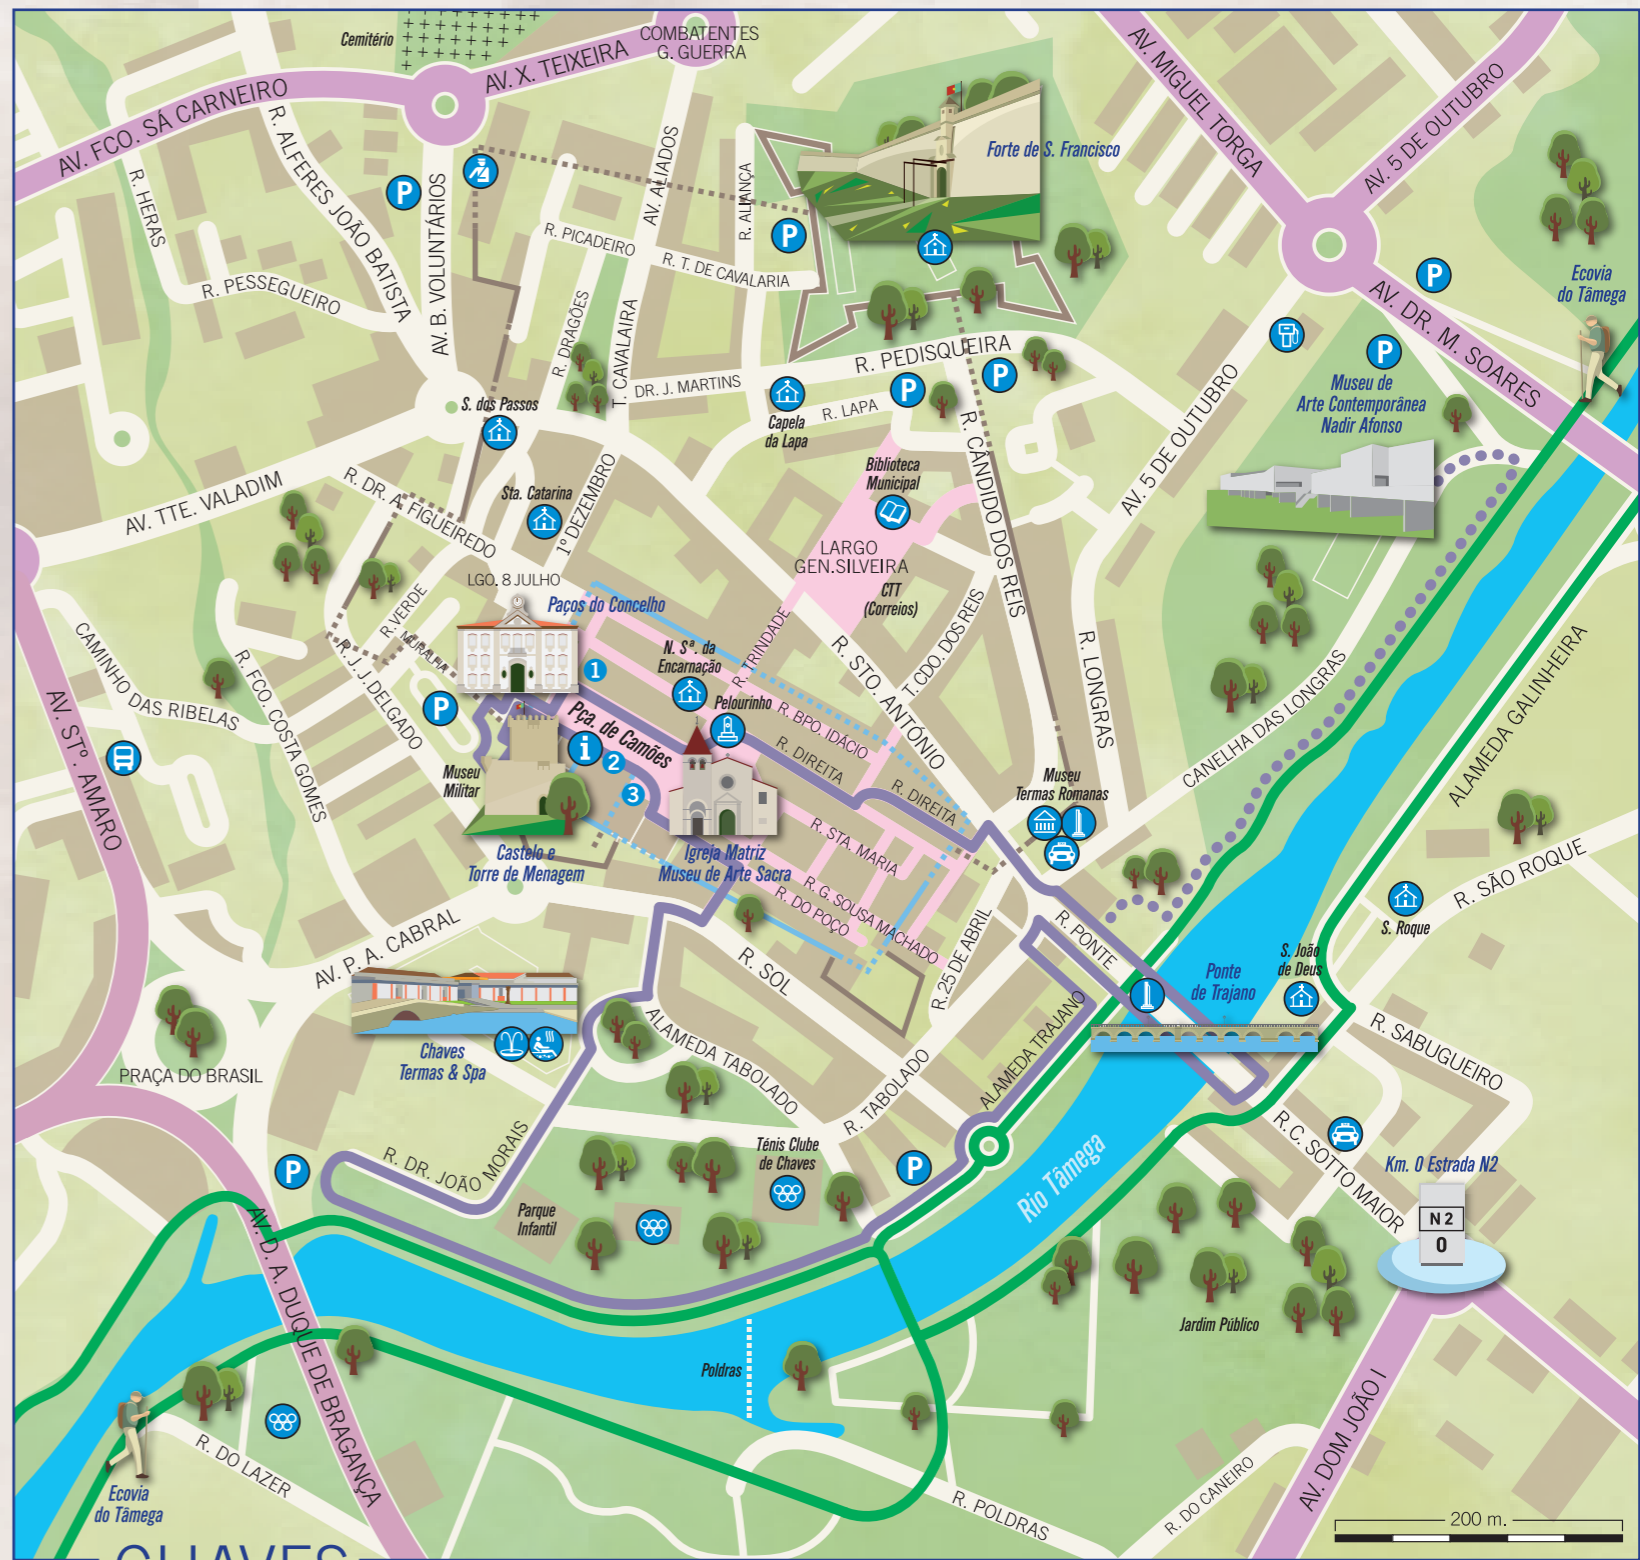 Cemitério
COMBATENTES
G. GUERRA
AV. X. TEIXEIRA
AV. FCO. SÁ CARNEIRO
R. ALFERES JOÃO BATISTA
R. HERAS
R. PESSEGUEIRO
P
AV. B. VOLUNTÁRIOS
AV. ALIADOS
R. ALIANÇA
P
R. PICADEIRO
R. T. DE CAVALARIA
R. DRAGÕES
T. CAVALAIRA
Forte de S. Francisco
AV. MIGUEL TORGA
AV. 5 DE OUTUBRO
P
AV. DR. M. SOARES
Ecovia
do Tâmega
P
Museu de
Arte Contemporânea
Nadir Afonso
AV. 5 DE OUTUBRO
R. PEDISQUEIRA
P
P
DR. J. MARTINS
R. LAPA
Capela
da Lapa
S. dos Passos
AV. TTE. VALADIM
R. DR. A. FIGUEIREDO
Sta. Catarina
1º DEZEMBRO
Biblioteca
Municipal
LARGO
GEN.SILVEIRA
CTT
(Correios)
R. CÂNDIDO DOS REIS
T. CDO. DOS REIS
R. LONGRAS
LGO. 8 JULHO
Paços do Concelho
R. VERDE
MURALHA
R. J. J. DELGADO
P
1
N. Sª. da
Encarnação
R. TRINDADE
R. STO. ANTÓNIO
Pelourinho
Pça. de Camões
i
2
3
R. BPO. IDÁCIO
R. DIREITA
R. DIREITA
Museu
Termas Romanas
CANELHA DAS LONGRAS
ALAMEDA GALINHEIRA
CAMINHO DAS RIBELAS
R. FCO. COSTA GOMES
AV. STº. AMARO
Museu
Militar
Castelo e
Torre de Menagem
Igreja Matriz
Museu de Arte Sacra
R. STA. MARIA
R. G. SOUSA MACHADO
R. DO POÇO
R. SÃO ROQUE
S. Roque
AV. P. A. CABRAL
R. SOL
R. 25 DE ABRIL
R. PONTE
Ponte
de Trajano
S. João
de Deus
R. SABUGUEIRO
Chaves
Termas & Spa
PRAÇA DO BRASIL
ALAMEDA TABOLADO
R. TABOLADO
ALAMEDA TRAJANO
R. DR. JOÃO MORAIS
P
Ténis Clube
de Chaves
P
Rio Tâmega
R.C. SOTTO MAIOR
Km. 0 Estrada N2
N 2
0
Parque
Infantil
AV. D. A. DUQUE DE BRAGANÇA
Jardim Público
Poldras
AV. DOM JOÃO I
R. DO LAZER
R. POLDRAS
R. DO CANEIRO
Ecovia
do Tâmega
200 m.
CHAVES